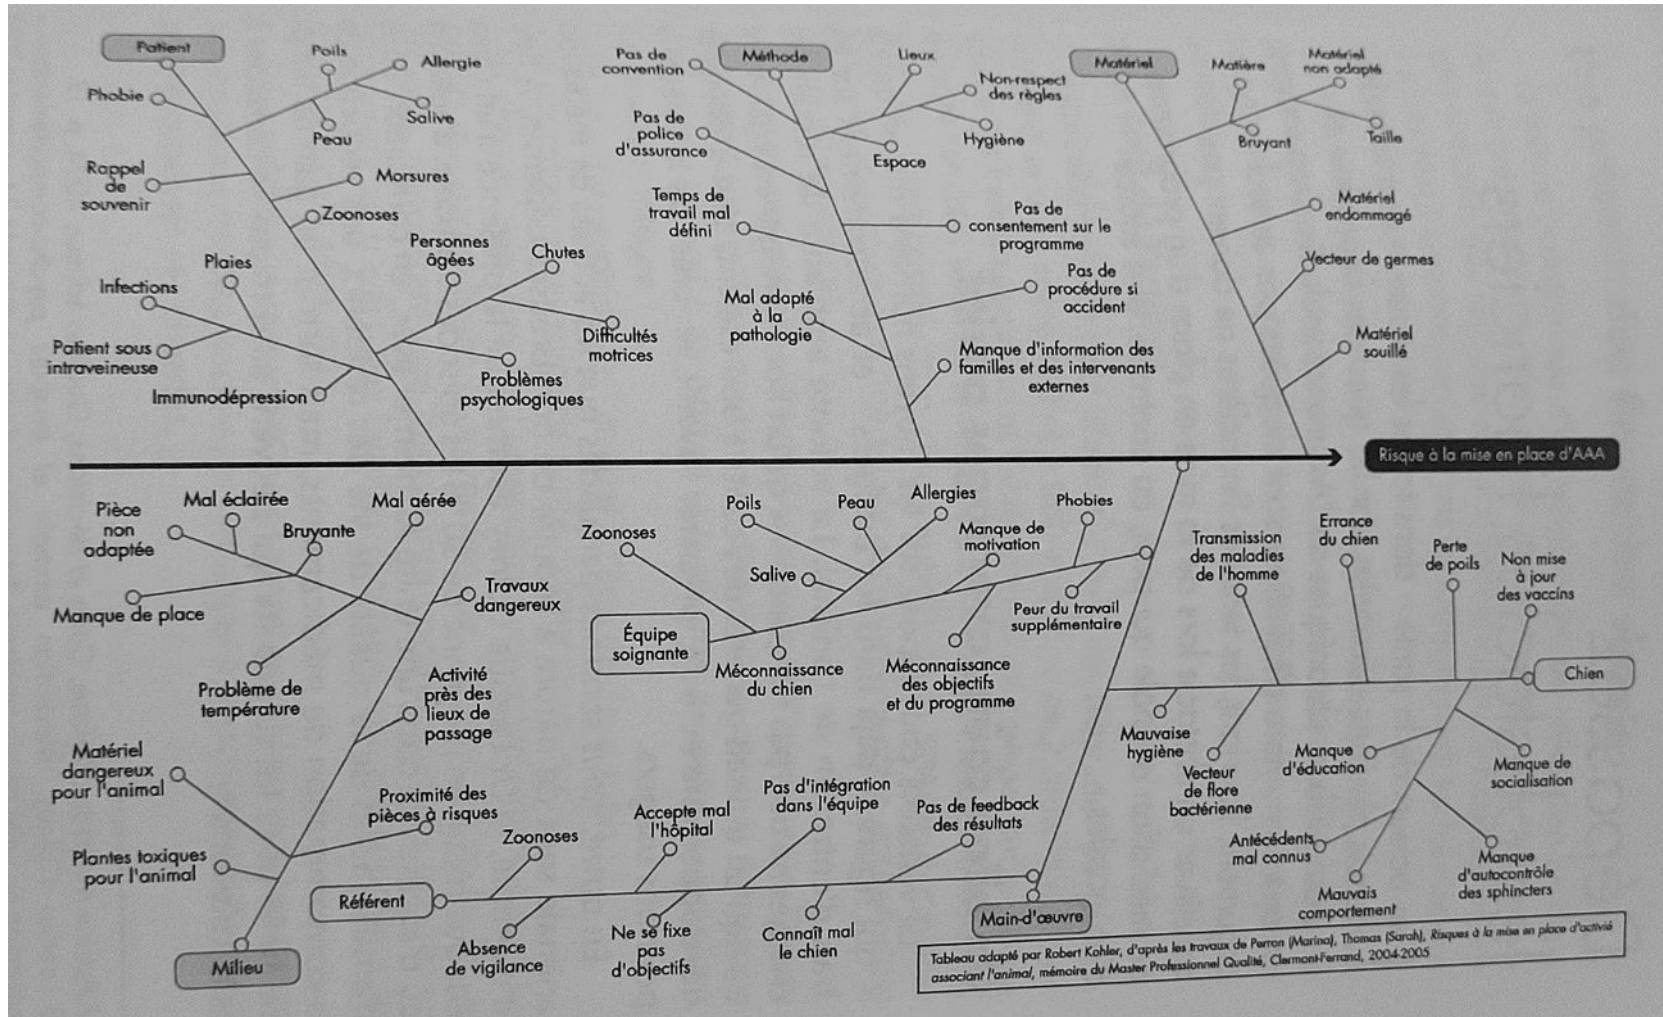 Patient
Poils
Allergie
Phobie
Salive
Peau
Rappel
de
souvenir
Morsures
Zoonoses
Personnes
âgées
Chutes
Plaies
Infections
Difficultés
motrices
Patient sous
intraveineuse
Problèmes
psychologiques
Immunodépression
Pas de
convention
Méthode
Lieux
Non-respect
des règles
Pas de
police
d'assurance
Hygiène
Espace
Temps de
travail mal
défini
Pas de
consentement sur le
programme
Pas de
procédure si
accident
Mal adapté
à la
pathologie
Manque d'information des
familles et des intervenants
externes
Matériel
Matière
Matériel
non adapté
Bruyant
Taille
Matériel
endommagé
Vecteur de germes
Matériel
souillé
Risque à la mise en place d'AAA
Pièce
non
adaptée
Mal éclairée
Bruyante
Mal aérée
Manque de place
Travaux
dangereux
Problème de
température
Activité
près des
lieux de
passage
Matériel
dangereux
pour l'animal
Proximité des
pièces à risques
Plantes toxiques
pour l'animal
Milieu
Zoonoses
Poils
Peau
Allergies
Phobies
Manque de
motivation
Salive
Peur du travail
supplémentaire
Équipe
soignante
Méconnaissance
du chien
Méconnaissance
des objectifs
et du programme
Transmission
des maladies
de l'homme
Errance
du chien
Perte
de poils
Non mise
à jour
des vaccins
Chien
Mauvaise
hygiène
Vecteur
de flore
bactérienne
Manque
d'éducation
Manque de
socialisation
Antécédents
mal connus
Manque
d'autocontrôle
des sphincters
Mauvais
comportement
Zoonoses
Accepte mal
l'hôpital
Pas d'intégration
dans l'équipe
Pas de feedback
des résultats
Référent
Absence
de vigilance
Ne se fixe
pas
d'objectifs
Connaît mal
le chien
Main-d'œuvre
Tableau adapté par Robert Kohler, d'après les travaux de Perron (Marina), Thomas (Sarah), Risques à la mise en place d'activié
associant l'animal, mémoire du Master Professionnel Qualité, Clermont-Ferrand, 2004-2005